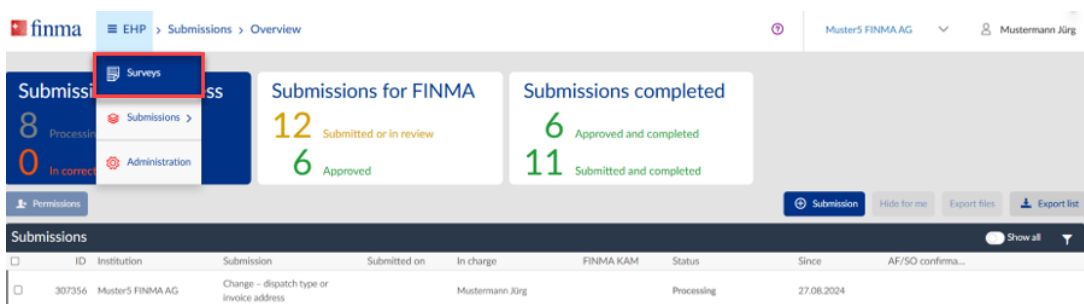 finma
EHP > Submissions > Overview
Muster5 FINMA AG
Mustermann Jürg
Surveys
Submissions >
Administration
Submissi ss
8 Processin
0 In correct
Submissions for FINMA
12 Submitted or in review
6 Approved
Submissions completed
6 Approved and completed
11 Submitted and completed
Permissions
Submission Hide for me Export files Export list
Submissions Show all
ID Institution Submission Submitted on In charge FINMA KAM Status Since AF/SO confirma...
307356 Muster5 FINMA AG Change – dispatch type or Mustermann Jürg Processing 27.08.2024
invoice address